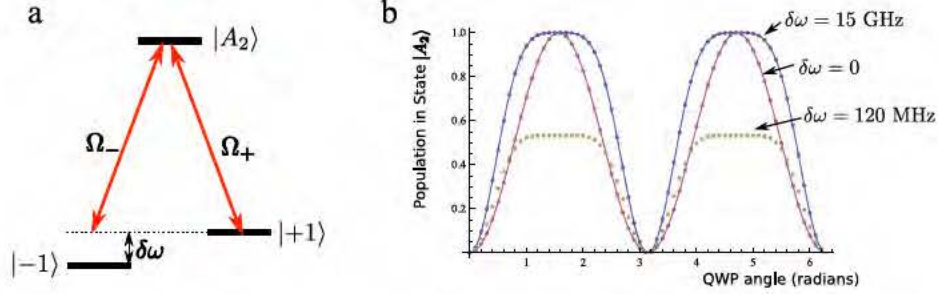 a
|A₂⟩
Ω₋
Ω₊
|+1⟩
δω
|−1⟩
b
Population in State |A₂⟩
1.0
0.8
0.6
0.4
0.2
1 2 3 4 5 6
QWP angle (radians)
δω = 15 GHz
δω = 0
δω = 120 MHz